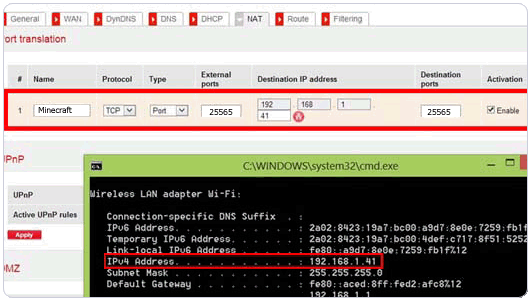 General WAN DynDNS DNS DHCP NAT Route Filtering
ort translation
# Name Protocol Type External ports Destination IP address Destination ports Activation
1 Minecraft TCP Port 25565 192 . 168 . 1 . 41 25565 Enable
UPnP
UPnP
Active UPnP rules
Apply
DMZ
C:\WINDOWS\system32\cmd.exe
Wireless LAN adapter Wi-Fi:
Connection-specific DNS Suffix . :
IPv6 Address. . . . . . . . . . . : 2a02:8423:19a7:bc00:a9d7:8e0e:7259:fb1f
Temporary IPv6 Address. . . . . . : 2a02:8423:19a7:bc00:4def:c717:8f51:5252
Link-local IPv6 Address . . . . . : fe80::a9d7:8e0e:7259:fb1f%12
IPv4 Address. . . . . . . . . . . : 192.168.1.41
Subnet Mask . . . . . . . . . . . : 255.255.255.0
Default Gateway . . . . . . . . . : fe80::aced:8ff:fed2:afc8%12
192.168.1.1